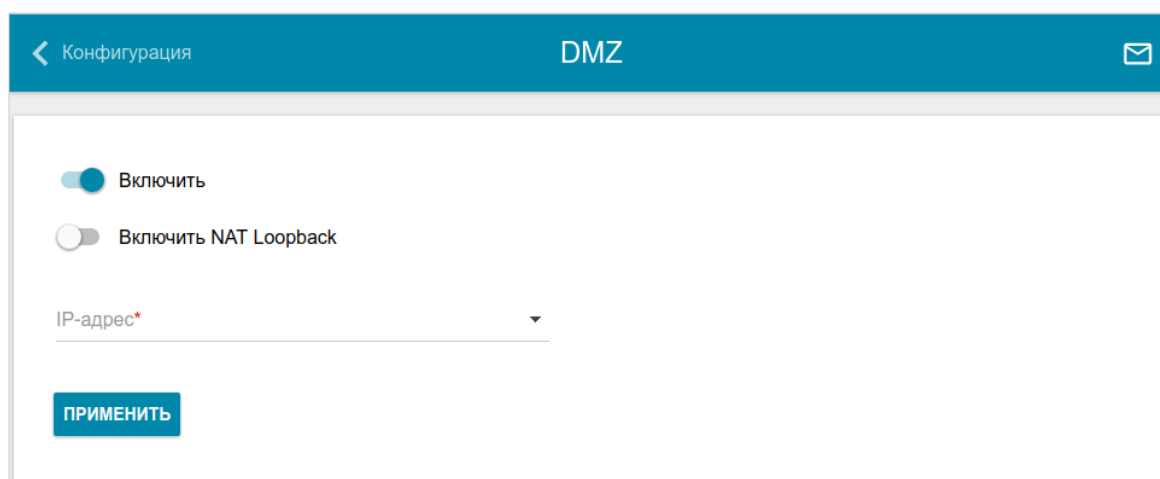 Конфигурация
DMZ
Включить
Включить NAT Loopback
IP-адрес*
ПРИМЕНИТЬ